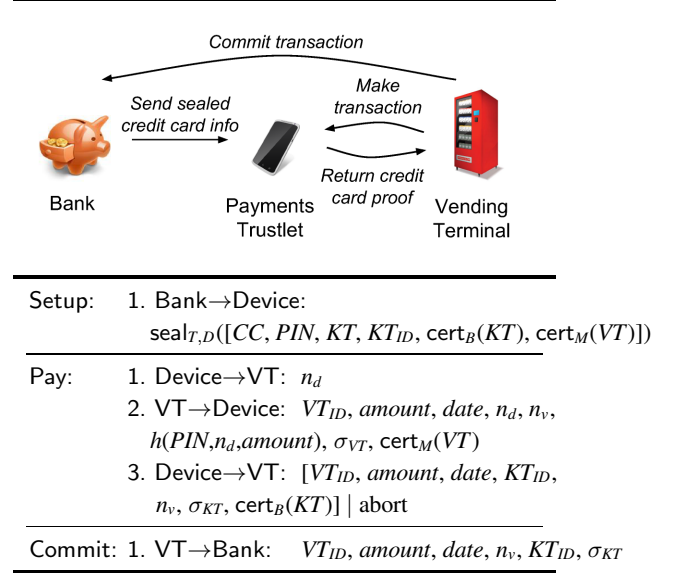 Commit transaction
Send sealed
credit card info
Make
transaction
Return credit
card proof
Bank
Payments
Trustlet
Vending
Terminal
Setup: 1. Bank→Device:
seal_{T,D}([CC, PIN, KT, KT_{ID}, cert_B(KT), cert_M(VT)])
Pay: 1. Device→VT: n_d
2. VT→Device: VT_{ID}, amount, date, n_d, n_v,
h(PIN,n_d,amount), σ_{VT}, cert_M(VT)
3. Device→VT: [VT_{ID}, amount, date, KT_{ID},
n_v, σ_{KT}, cert_B(KT)] | abort
Commit: 1. VT→Bank: VT_{ID}, amount, date, n_v, KT_{ID}, σ_{KT}